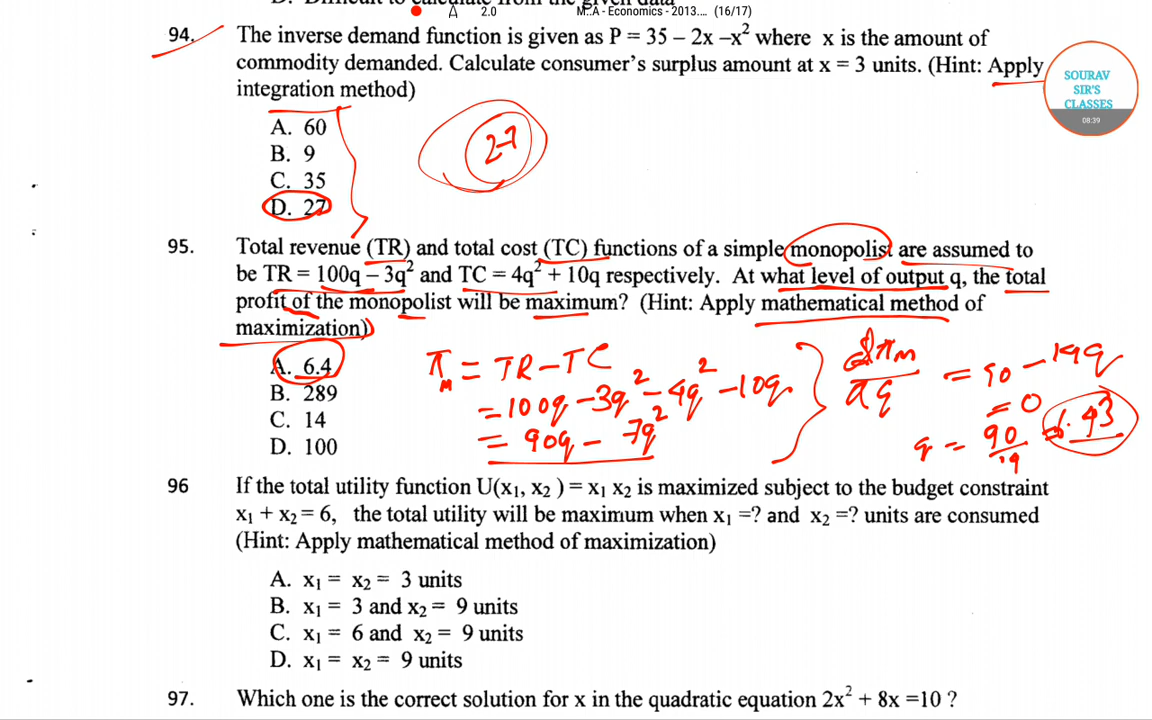 A 2.0 M.A - Economics - 2013.... (16/17)
94. The inverse demand function is given as P = 35 – 2x –x² where x is the amount of
commodity demanded. Calculate consumer's surplus amount at x = 3 units. (Hint: Apply
integration method)
SOURAV
SIR'S
CLASSES
08:39
A. 60
B. 9
C. 35
D. 27
27
95. Total revenue (TR) and total cost (TC) functions of a simple monopolist are assumed to
be TR = 100q – 3q² and TC = 4q² + 10q respectively. At what level of output q, the total
profit of the monopolist will be maximum? (Hint: Apply mathematical method of
maximization)
A. 6.4
B. 289
C. 14
D. 100
π_M = TR – TC
= 100q – 3q² – 4q² – 10q
= 90q – 7q²
dπ_M/dq = 90 – 14q
= 0
q = 90/14 6.43
96 If the total utility function U(x₁, x₂ ) = x₁ x₂ is maximized subject to the budget constraint
x₁ + x₂ = 6, the total utility will be maximum when x₁ =? and x₂ =? units are consumed
(Hint: Apply mathematical method of maximization)
A. x₁ = x₂ = 3 units
B. x₁ = 3 and x₂ = 9 units
C. x₁ = 6 and x₂ = 9 units
D. x₁ = x₂ = 9 units
97. Which one is the correct solution for x in the quadratic equation 2x² + 8x =10 ?